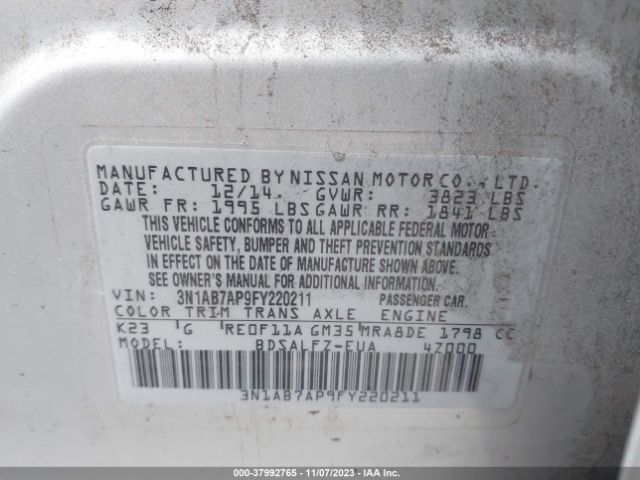 MANUFACTURED BY NISSAN MOTOR CO., LTD.
DATE: 12/14 GVWR: 3823 LBS
GAWR FR: 1995 LBS GAWR RR: 1841 LBS
THIS VEHICLE CONFORMS TO ALL APPLICABLE FEDERAL MOTOR
VEHICLE SAFETY, BUMPER AND THEFT PREVENTION STANDARDS
IN EFFECT ON THE DATE OF MANUFACTURE SHOWN ABOVE.
SEE OWNER'S MANUAL FOR ADDITIONAL INFORMATION.
VIN: 3N1AB7AP9FY220211 PASSENGER CAR.
COLOR TRIM TRANS AXLE ENGINE
K23 G RE0F11A GM35 MRA8DE 1798 CC
MODEL: BDSALFZ-EUA 4Z000
3N1AB7AP9FY220211
000-37992765 | 11/07/2023 | IAA, Inc.